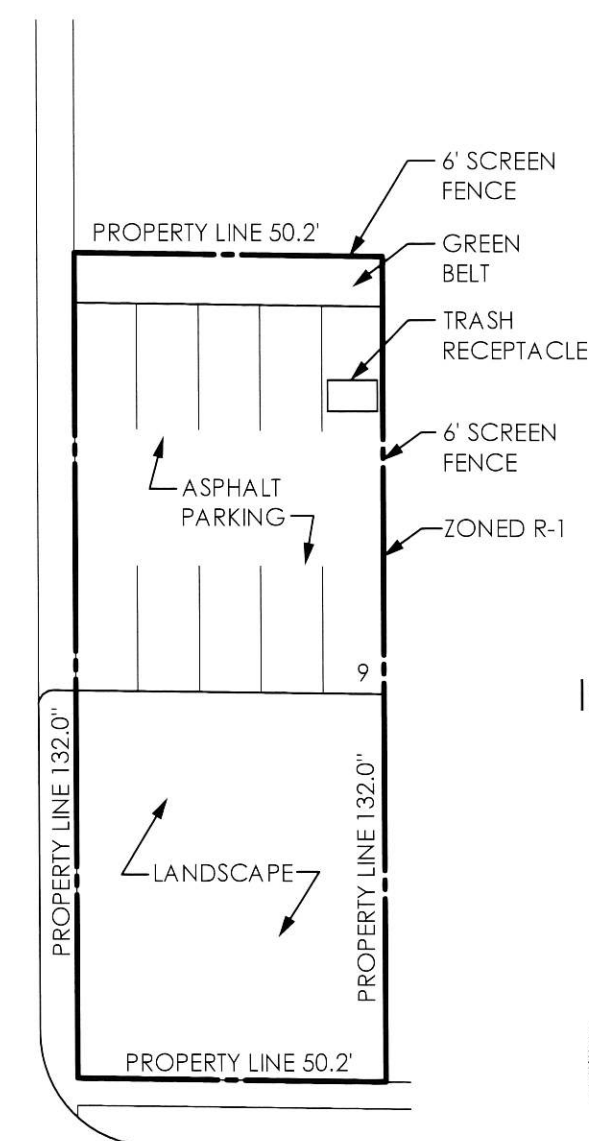 6' SCREEN
FENCE
PROPERTY LINE 50.2'
GREEN
BELT
TRASH
RECEPTACLE
6' SCREEN
FENCE
ASPHALT
PARKING
ZONED R-1
9
PROPERTY LINE 132.0"
PROPERTY LINE 132.0"
LANDSCAPE
PROPERTY LINE 50.2'